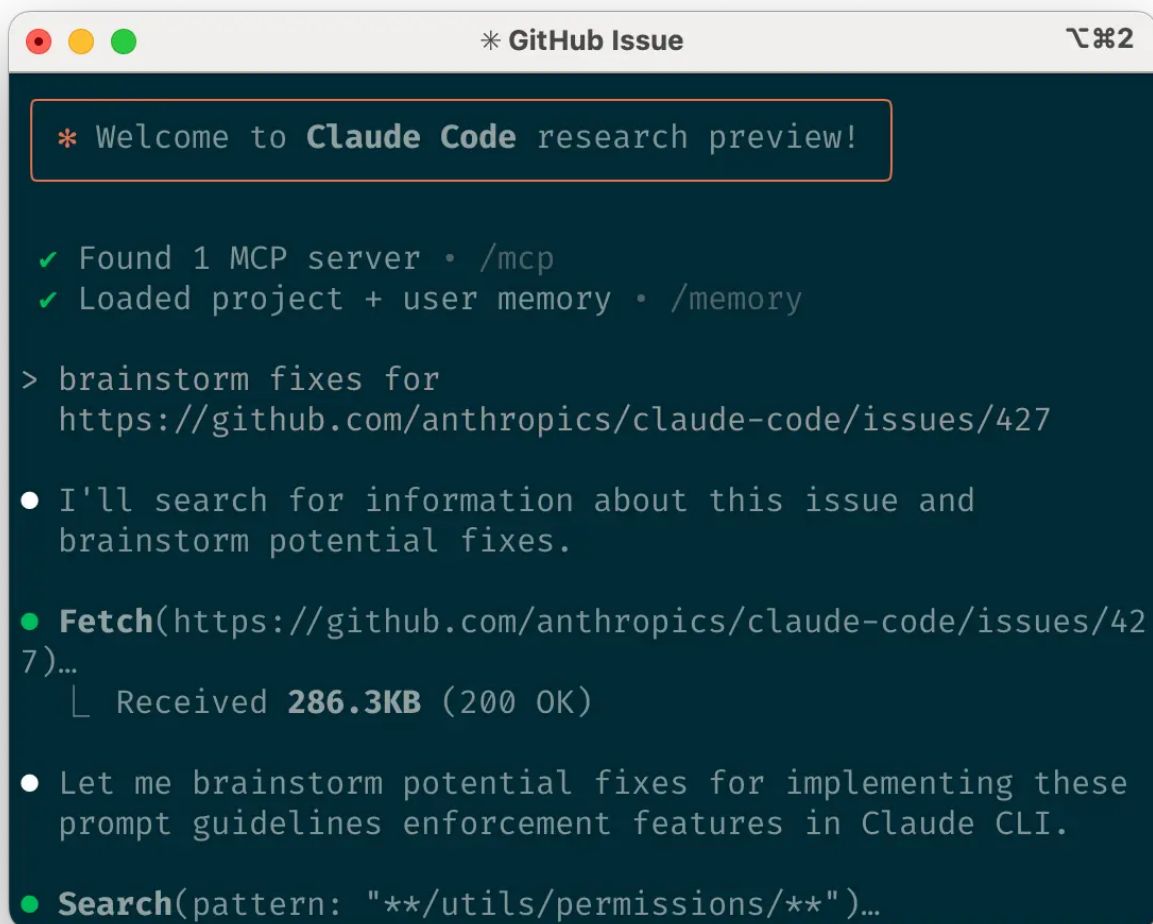 ✳ GitHub Issue
⌥⌘2
* Welcome to Claude Code research preview!
✔ Found 1 MCP server • /mcp
✔ Loaded project + user memory • /memory
> brainstorm fixes for
https://github.com/anthropics/claude-code/issues/427
● I'll search for information about this issue and
brainstorm potential fixes.
● Fetch(https://github.com/anthropics/claude-code/issues/42
7)…
⎿ Received 286.3KB (200 OK)
● Let me brainstorm potential fixes for implementing these
prompt guidelines enforcement features in Claude CLI.
● Search(pattern: "**/utils/permissions/**")…